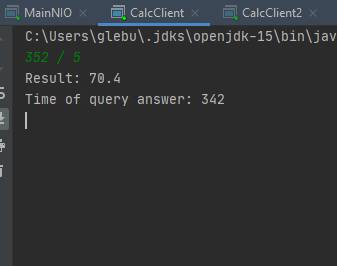 MainNIO CalcClient CalcClient2
C:\Users\glebu\.jdks\openjdk-15\bin\jav
352 / 5
Result: 70.4
Time of query answer: 342